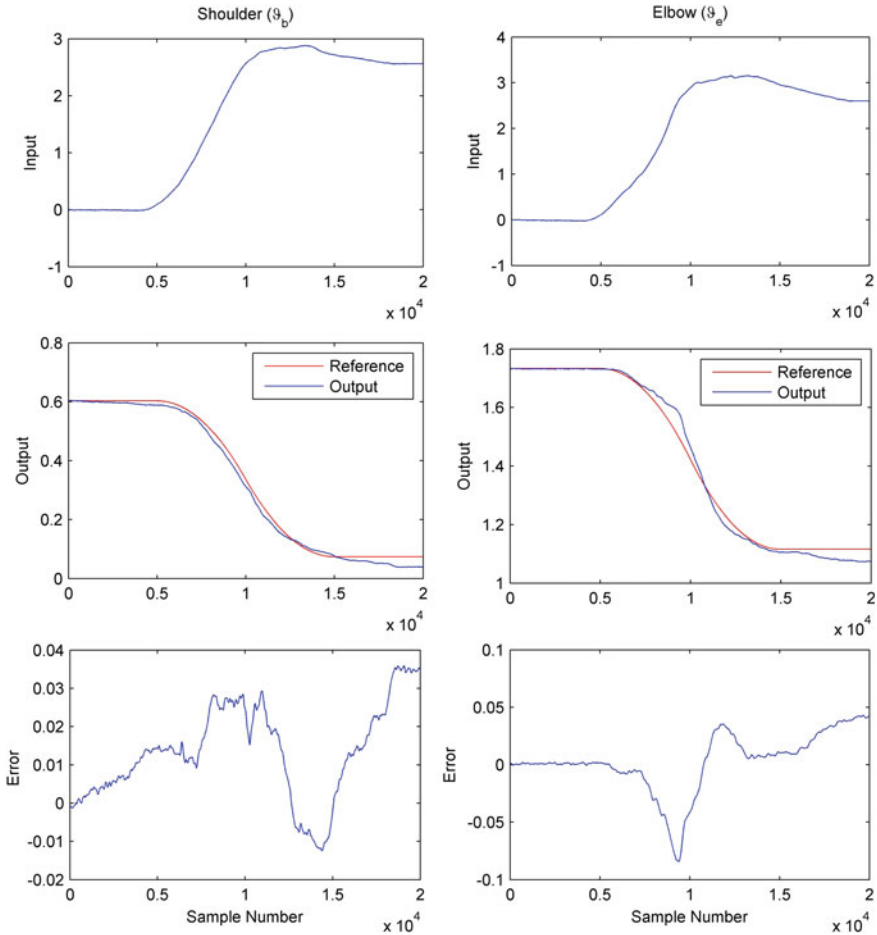 Shoulder (ϑb)
3
2
1
0
-1
Input
0 0.5 1 1.5 2
x 10^4
Elbow (ϑe)
4
3
2
1
0
-1
Input
0 0.5 1 1.5 2
x 10^4
0.8
0.6
0.4
0.2
0
Output
Reference
Output
0 0.5 1 1.5 2
x 10^4
1.8
1.6
1.4
1.2
1
Output
Reference
Output
0 0.5 1 1.5 2
x 10^4
0.04
0.03
0.02
0.01
0
-0.01
-0.02
Error
0 0.5 1 1.5 2
Sample Number
x 10^4
0.1
0.05
0
-0.05
-0.1
Error
0 0.5 1 1.5 2
Sample Number
x 10^4